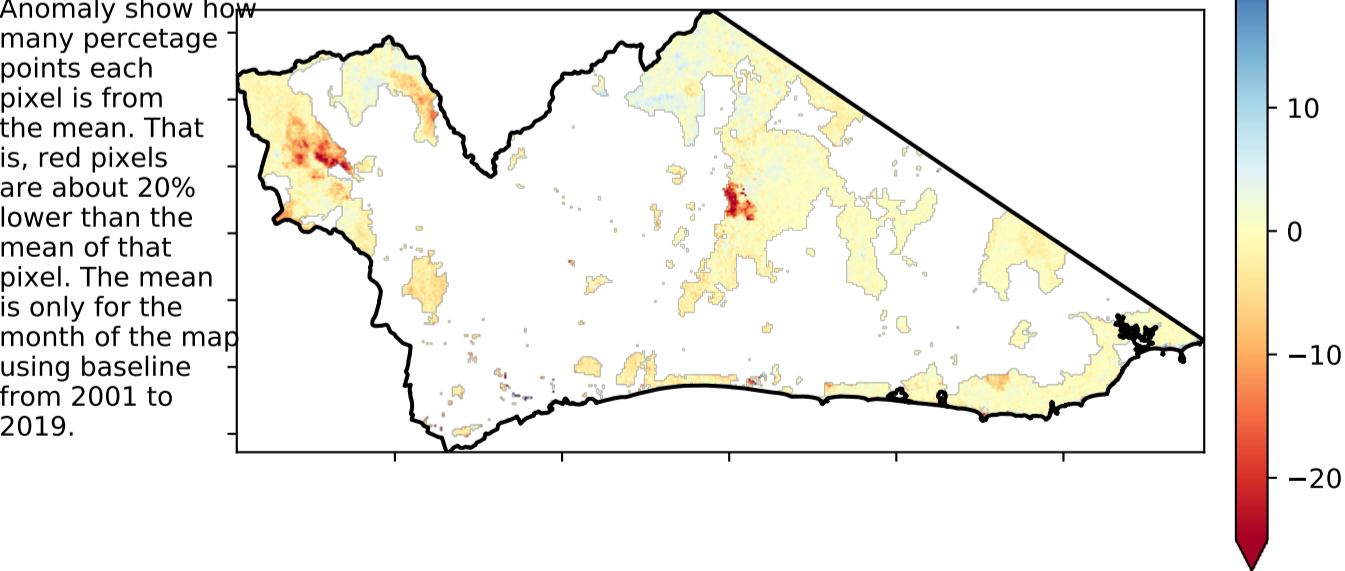 Anomaly show how
many percetage
points each
pixel is from
the mean. That
is, red pixels
are about 20%
lower than the
mean of that
pixel. The mean
is only for the
month of the map
using baseline
from 2001 to
2019.
10
0
−10
−20